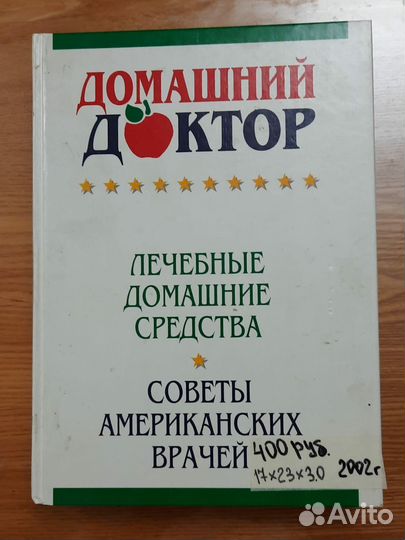 ДОМАШНИЙ
ДОКТОР
ЛЕЧЕБНЫЕ
ДОМАШНИЕ
СРЕДСТВА
СОВЕТЫ
АМЕРИКАНСКИХ
ВРАЧЕЙ
400 руб.
17×23×3.0 2002г
Avito